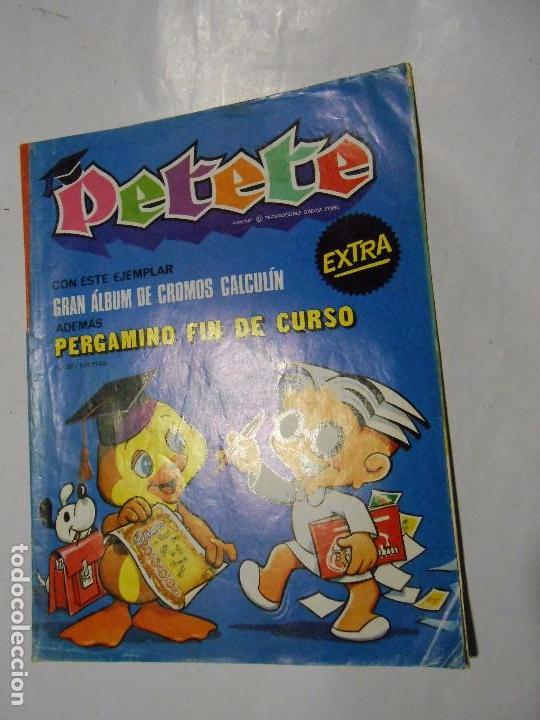 Petete
EXTRA
CON ESTE EJEMPLAR
GRAN ÁLBUM DE CROMOS CALCULÍN
ADEMAS
PERGAMINO FIN DE CURSO
todocoleccion